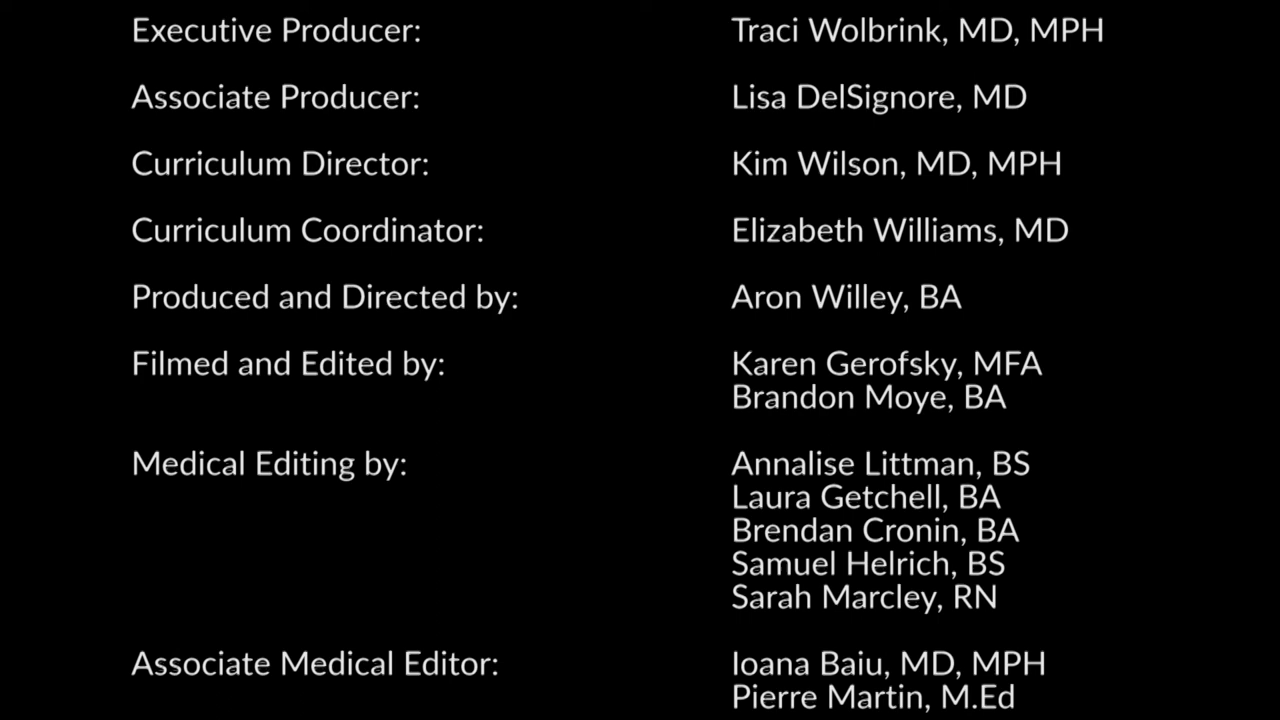 Executive Producer: Traci Wolbrink, MD, MPH
Associate Producer: Lisa DelSignore, MD
Curriculum Director: Kim Wilson, MD, MPH
Curriculum Coordinator: Elizabeth Williams, MD
Produced and Directed by: Aron Willey, BA
Filmed and Edited by: Karen Gerofsky, MFA
Brandon Moye, BA
Medical Editing by: Annalise Littman, BS
Laura Getchell, BA
Brendan Cronin, BA
Samuel Helrich, BS
Sarah Marcley, RN
Associate Medical Editor: Ioana Baiu, MD, MPH
Pierre Martin, M.Ed